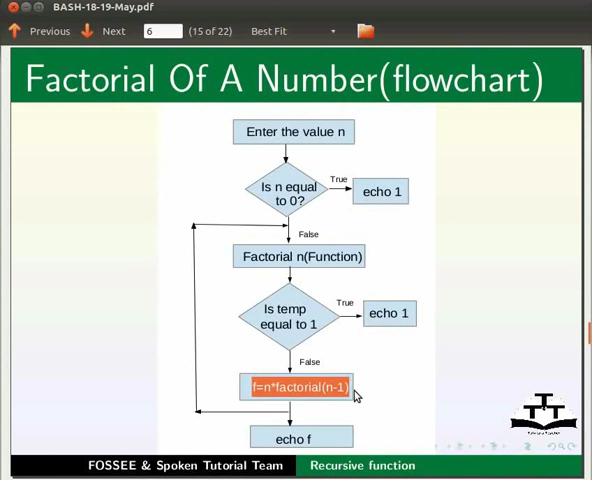 BASH-18-19-May.pdf
Previous Next 6 (15 of 22) Best Fit
Factorial Of A Number(flowchart)
Enter the value n
Is n equal
to 0?
True
echo 1
False
Factorial n(Function)
Is temp
equal to 1
True
echo 1
False
f=n*factorial(n-1)
echo f
FOSSEE & Spoken Tutorial Team Recursive function